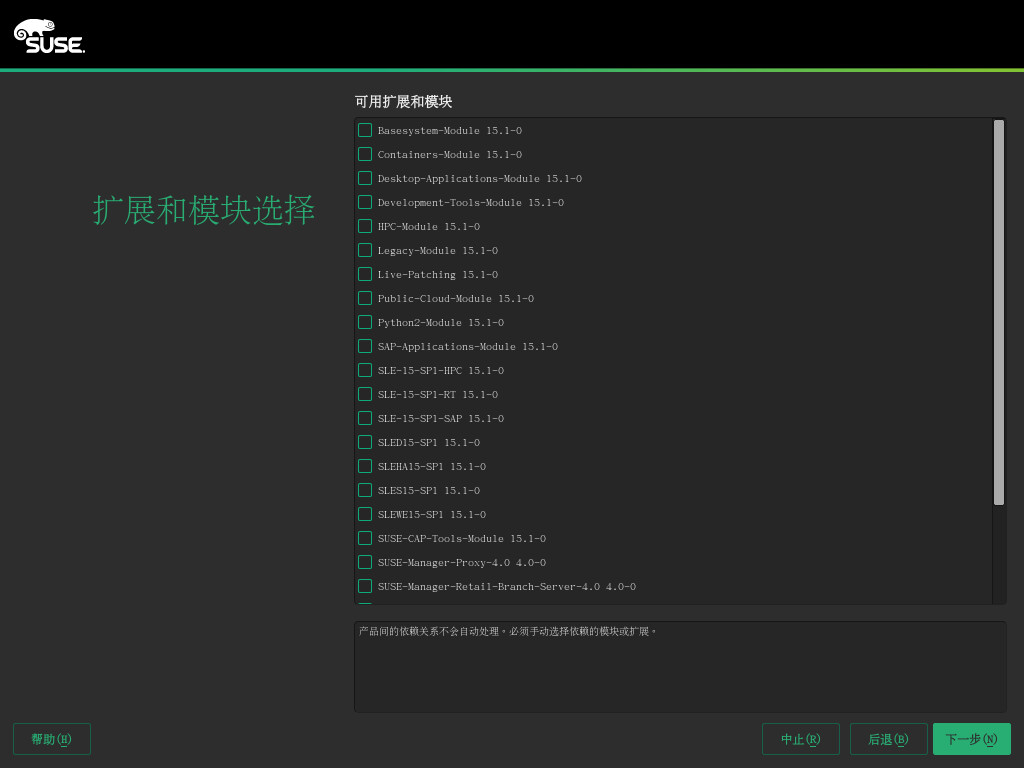 SUSE.
可用扩展和模块
扩展和模块选择
Basesystem-Module 15.1-0
Containers-Module 15.1-0
Desktop-Applications-Module 15.1-0
Development-Tools-Module 15.1-0
HPC-Module 15.1-0
Legacy-Module 15.1-0
Live-Patching 15.1-0
Public-Cloud-Module 15.1-0
Python2-Module 15.1-0
SAP-Applications-Module 15.1-0
SLE-15-SP1-HPC 15.1-0
SLE-15-SP1-RT 15.1-0
SLE-15-SP1-SAP 15.1-0
SLED15-SP1 15.1-0
SLEHA15-SP1 15.1-0
SLES15-SP1 15.1-0
SLEWE15-SP1 15.1-0
SUSE-CAP-Tools-Module 15.1-0
SUSE-Manager-Proxy-4.0 4.0-0
SUSE-Manager-Retail-Branch-Server-4.0 4.0-0
产品间的依赖关系不会自动处理。必须手动选择依赖的模块或扩展。
帮助(H) 中止(R) 后退(B) 下一步(N)